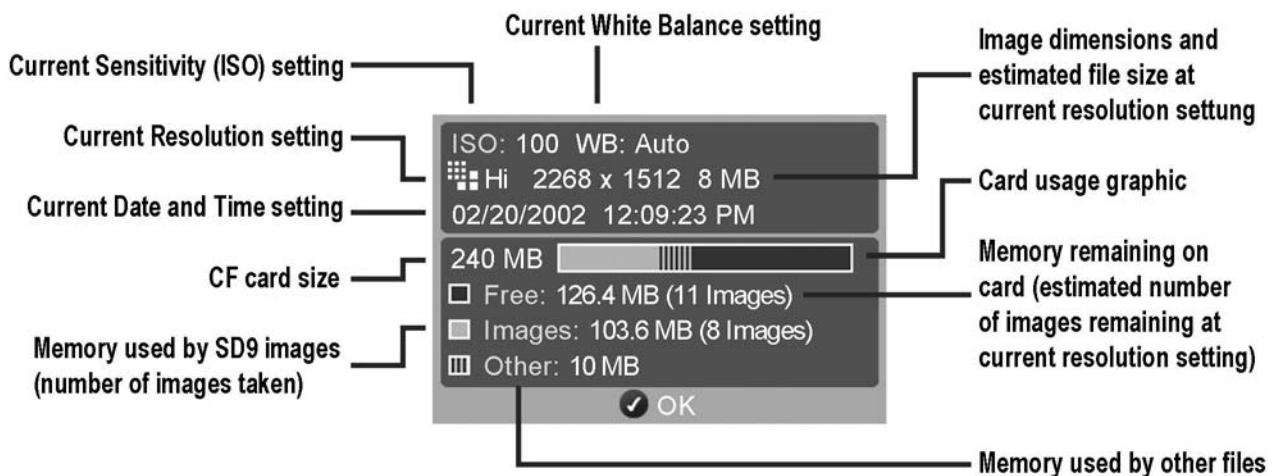 Current White Balance setting
Current Sensitivity (ISO) setting
Current Resolution setting
Current Date and Time setting
CF card size
Memory used by SD9 images
(number of images taken)
ISO: 100 WB: Auto
Hi 2268 x 1512 8 MB
02/20/2002 12:09:23 PM
240 MB
Free: 126.4 MB (11 Images)
Images: 103.6 MB (8 Images)
Other: 10 MB
OK
Image dimensions and
estimated file size at
current resolution settung
Card usage graphic
Memory remaining on
card (estimated number
of images remaining at
current resolution setting)
Memory used by other files